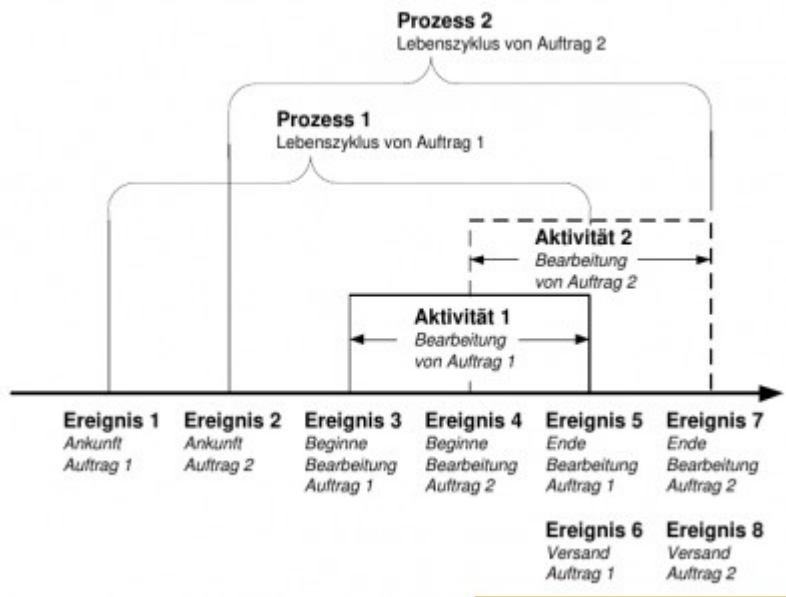 Prozess 2
Lebenszyklus von Auftrag 2
Prozess 1
Lebenszyklus von Auftrag 1
Aktivität 2
Bearbeitung
von Auftrag 2
Aktivität 1
Bearbeitung
von Auftrag 1
Ereignis 1
Ankunft
Auftrag 1
Ereignis 2
Ankunft
Auftrag 2
Ereignis 3
Beginne
Bearbeitung
Auftrag 1
Ereignis 4
Beginne
Bearbeitung
Auftrag 2
Ereignis 5
Ende
Bearbeitung
Auftrag 1
Ereignis 7
Ende
Bearbeitung
Auftrag 2
Ereignis 6
Versand
Auftrag 1
Ereignis 8
Versand
Auftrag 2